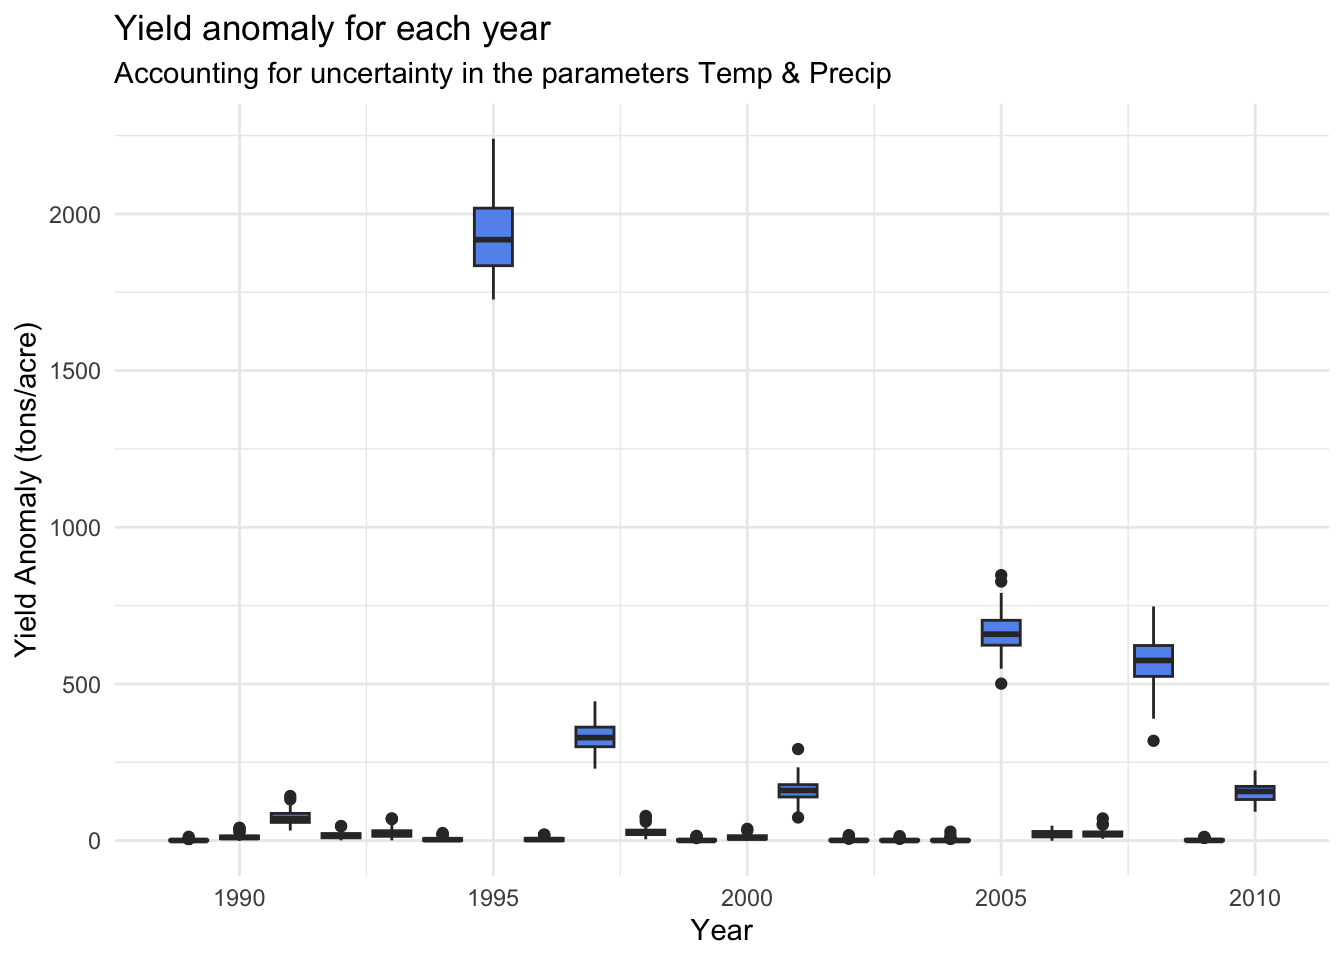 Yield anomaly for each year
Accounting for uncertainty in the parameters Temp & Precip
Yield Anomaly (tons/acre)
2000
1500
1000
500
0
1990 1995 2000 2005 2010
Year